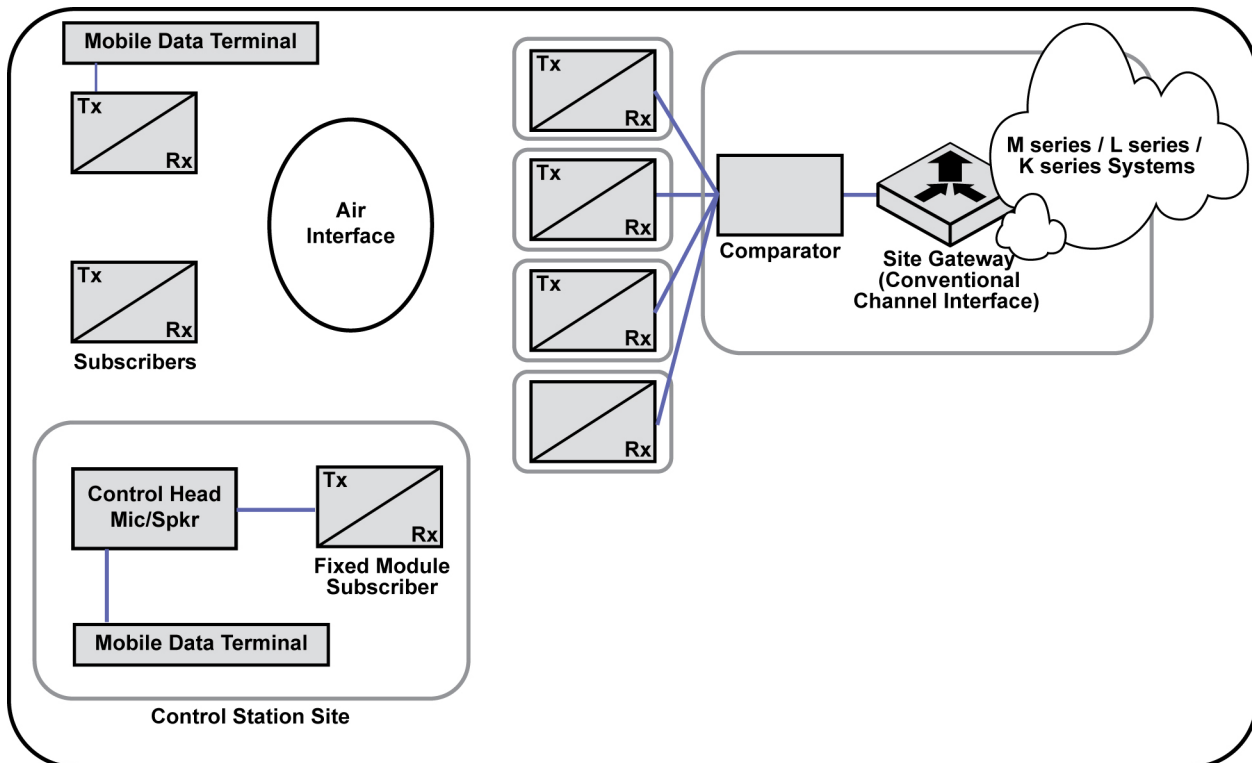 Mobile Data Terminal
Tx
Rx
Tx
Rx
Subscribers
Air
Interface
Tx
Rx
Tx
Rx
Tx
Rx
Rx
Comparator
M series / L series /
K series Systems
Site Gateway
(Conventional
Channel Interface)
Control Head
Mic/Spkr
Tx
Rx
Fixed Module
Subscriber
Mobile Data Terminal
Control Station Site